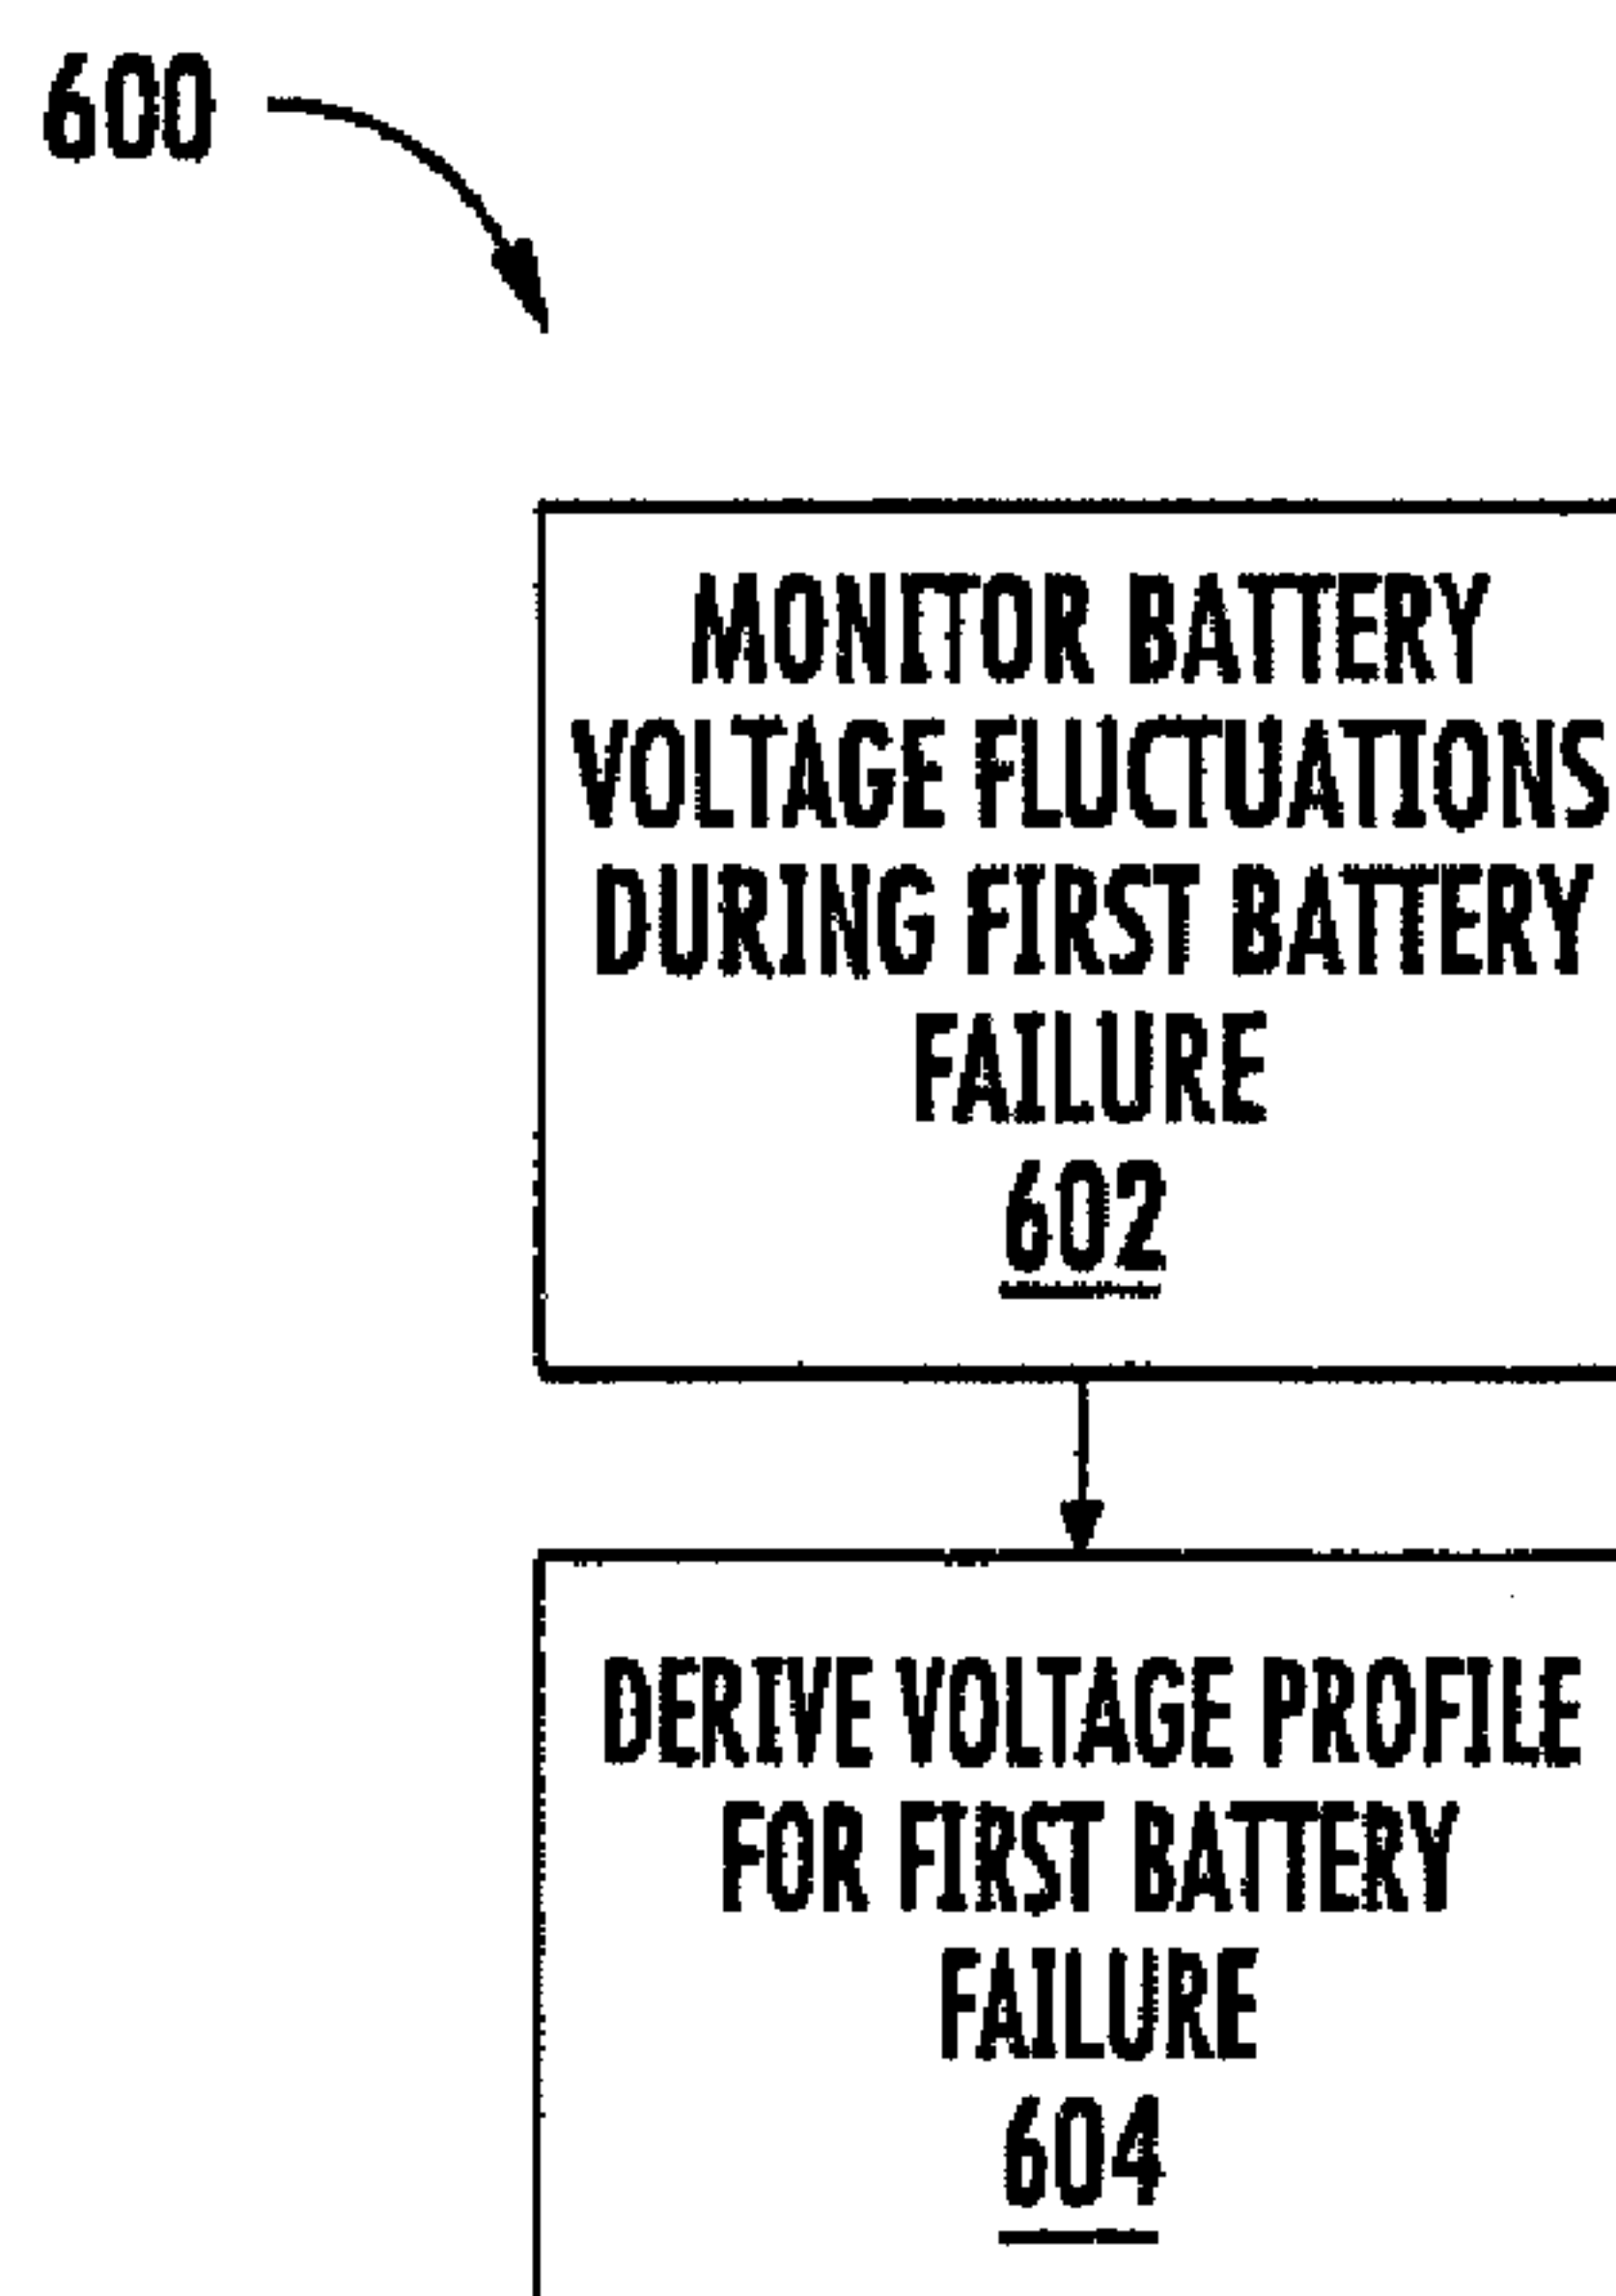 600
MONITOR BATTERY
VOLTAGE FLUCTUATIONS
DURING FIRST BATTERY
FAILURE
602
DERIVE VOLTAGE PROFILE
FOR FIRST BATTERY
FAILURE
604